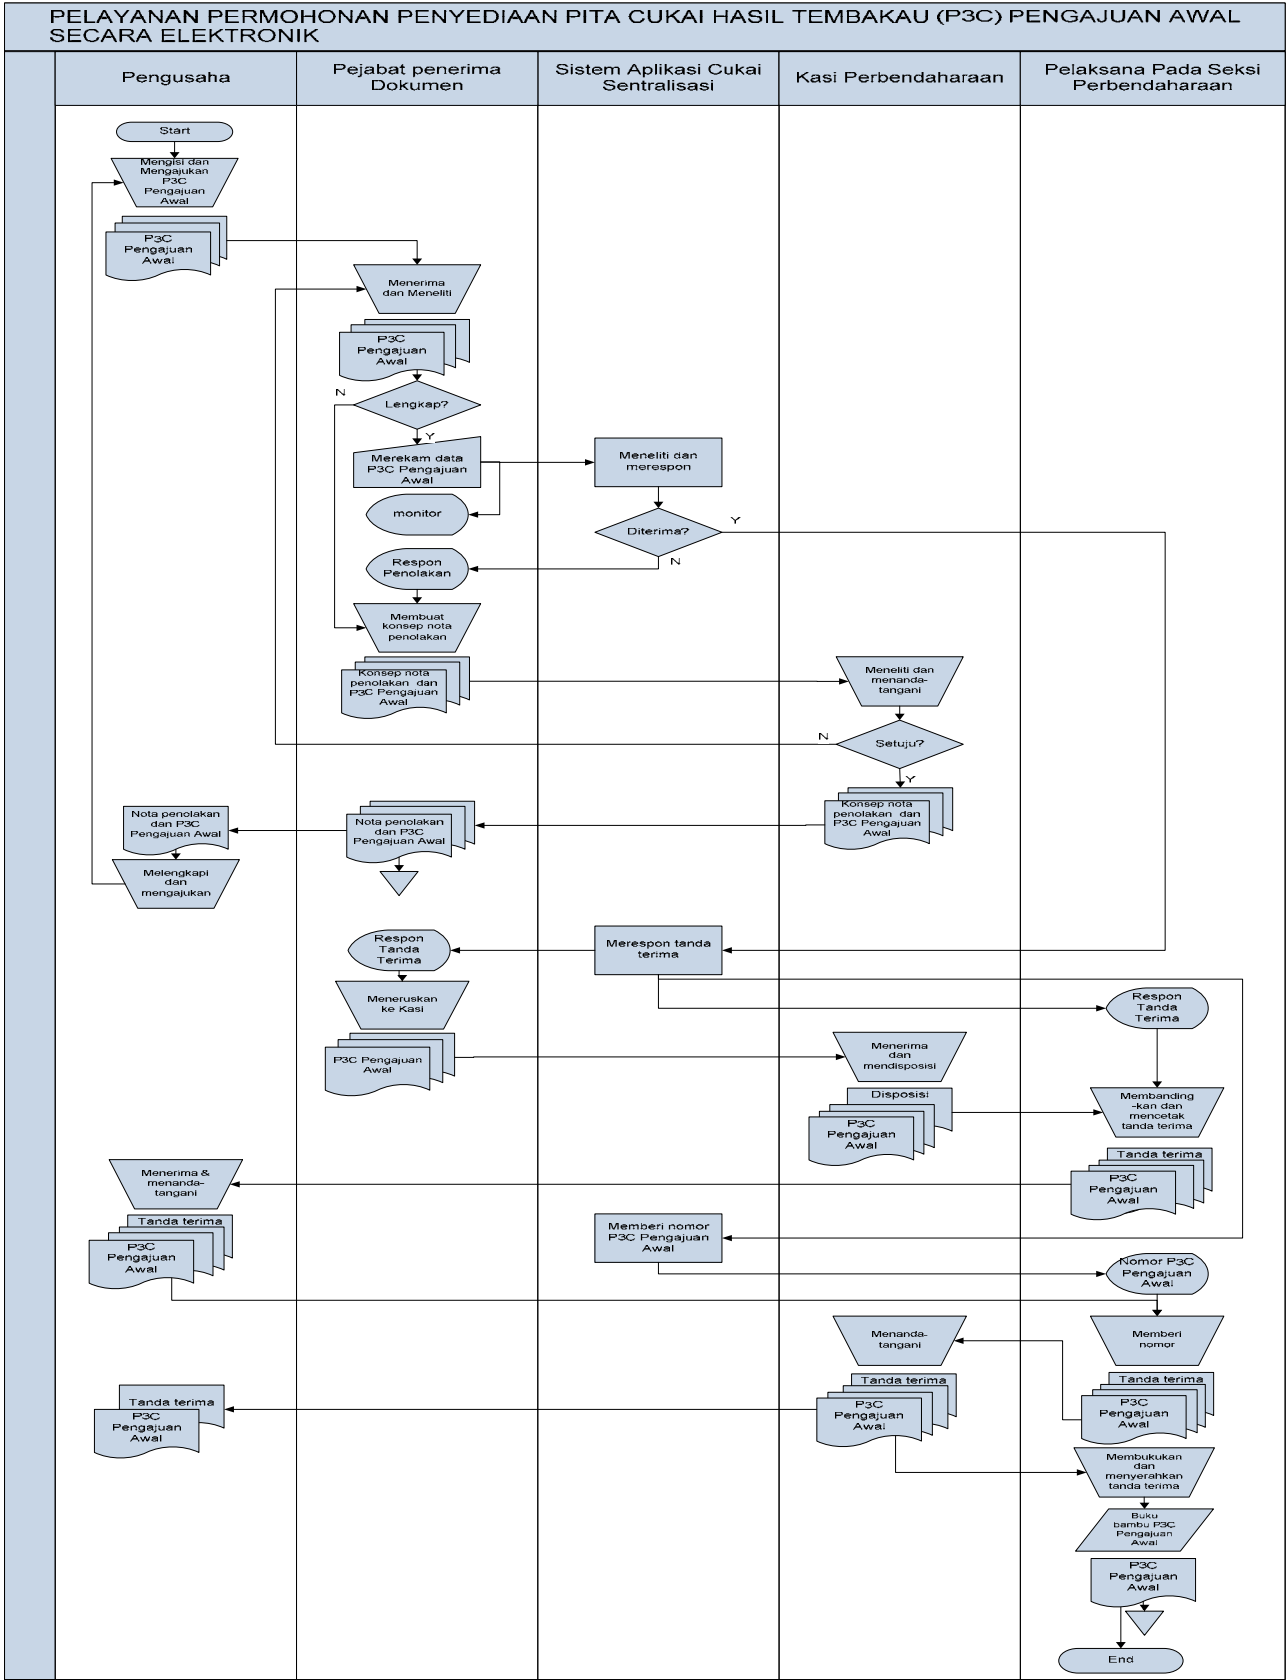 PELAYANAN PERMOHONAN PENYEDIAAN PITA CUKAI HASIL TEMBAKAU (P3C) PENGAJUAN AWAL
SECARA ELEKTRONIK
Pengusaha
Pejabat penerima
Dokumen
Sistem Aplikasi Cukai
Sentralisasi
Kasi Perbendaharaan
Pelaksana Pada Seksi
Perbendaharaan
Start
Mengisi dan
Mengajukan
P3C
Pengajuan
Awal
P3C
Pengajuan
Awal
Menerima
dan Meneliti
P3C
Pengajuan
Awal
N
Lengkap?
Y
Merekam data
P3C Pengajuan
Awal
Meneliti dan
merespon
monitor
Diterima?
Y
N
Respon
Penolakan
Membuat
konsep nota
penolakan
Konsep nota
penolakan dan
P3C Pengajuan
Awal
Meneliti dan
menanda-
tangani
N
Setuju?
Y
Konsep nota
penolakan dan
P3C Pengajuan
Awal
Nota penolakan
dan P3C
Pengajuan Awal
Nota penolakan
dan P3C
Pengajuan Awal
Melengkapi
dan
mengajukan
Respon
Tanda
Terima
Merespon tanda
terima
Meneruskan
ke Kasi
Respon
Tanda
Terima
P3C Pengajuan
Awal
Menerima
dan
mendisposisi
Disposisi
P3C
Pengajuan
Awal
Membanding
-kan dan
mencetak
tanda terima
Tanda terima
P3C
Pengajuan
Awal
Menerima &
menanda-
tangani
Tanda terima
P3C
Pengajuan
Awal
Memberi nomor
P3C Pengajuan
Awal
Nomor P3C
Pengajuan
Awal
Menanda-
tangani
Memberi
nomor
Tanda terima
P3C
Pengajuan
Awal
Tanda terima
P3C
Pengajuan
Awal
Tanda terima
P3C
Pengajuan
Awal
Membukukan
dan
menyerahkan
tanda terima
Buku
bambu P3C
Pengajuan
Awal
P3C
Pengajuan
Awal
End